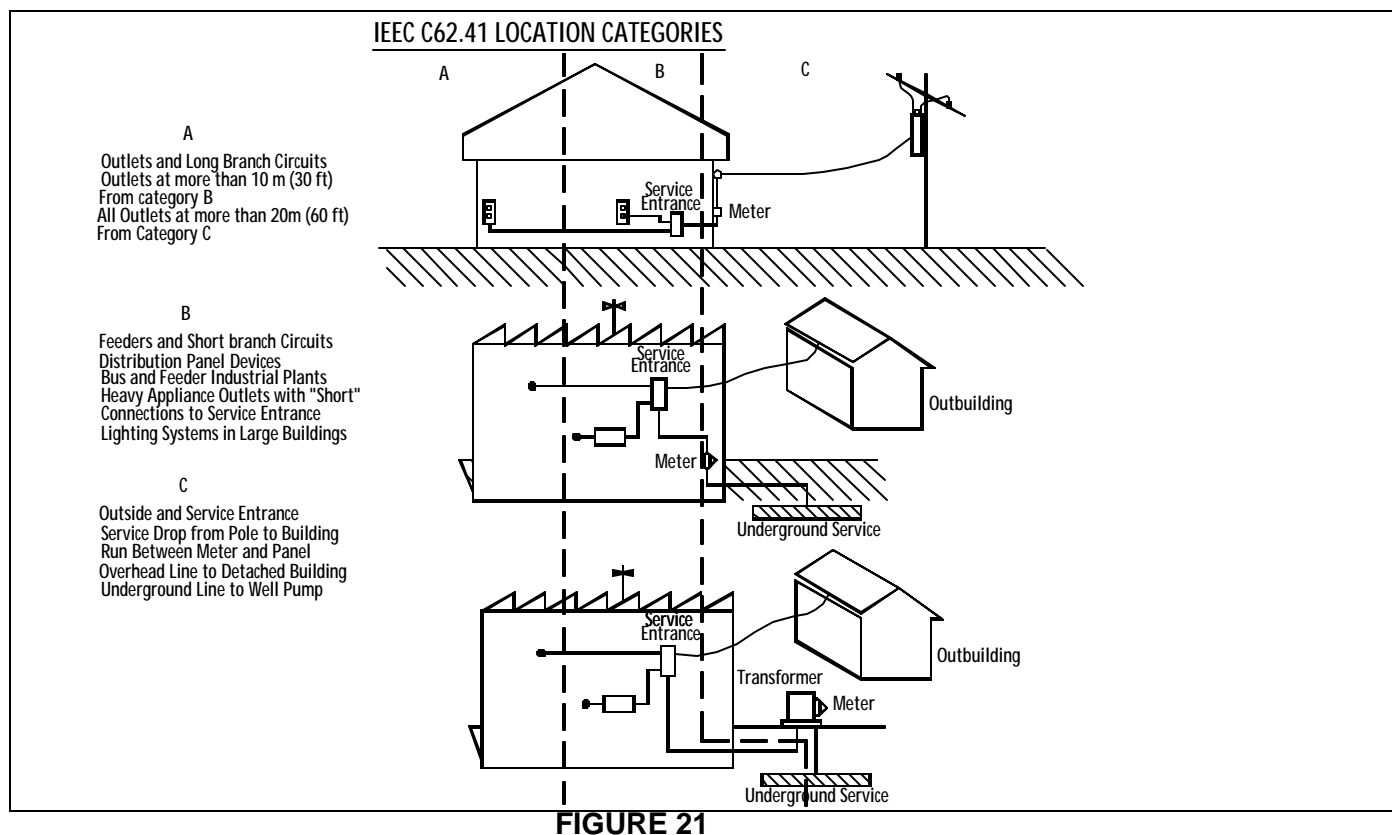 IEEC C62.41 LOCATION CATEGORIES
A
B
C
A
Outlets and Long Branch Circuits
Outlets at more than 10 m (30 ft)
From category B
All Outlets at more than 20m (60 ft)
From Category C
Service
Entrance
Meter
B
Feeders and Short branch Circuits
Distribution Panel Devices
Bus and Feeder Industrial Plants
Heavy Appliance Outlets with "Short"
Connections to Service Entrance
Lighting Systems in Large Buildings
Service
Entrance
Outbuilding
Meter
Underground Service
C
Outside and Service Entrance
Service Drop from Pole to Building
Run Between Meter and Panel
Overhead Line to Detached Building
Underground Line to Well Pump
Service
Entrance
Outbuilding
Transformer
Meter
Underground Service
FIGURE 21